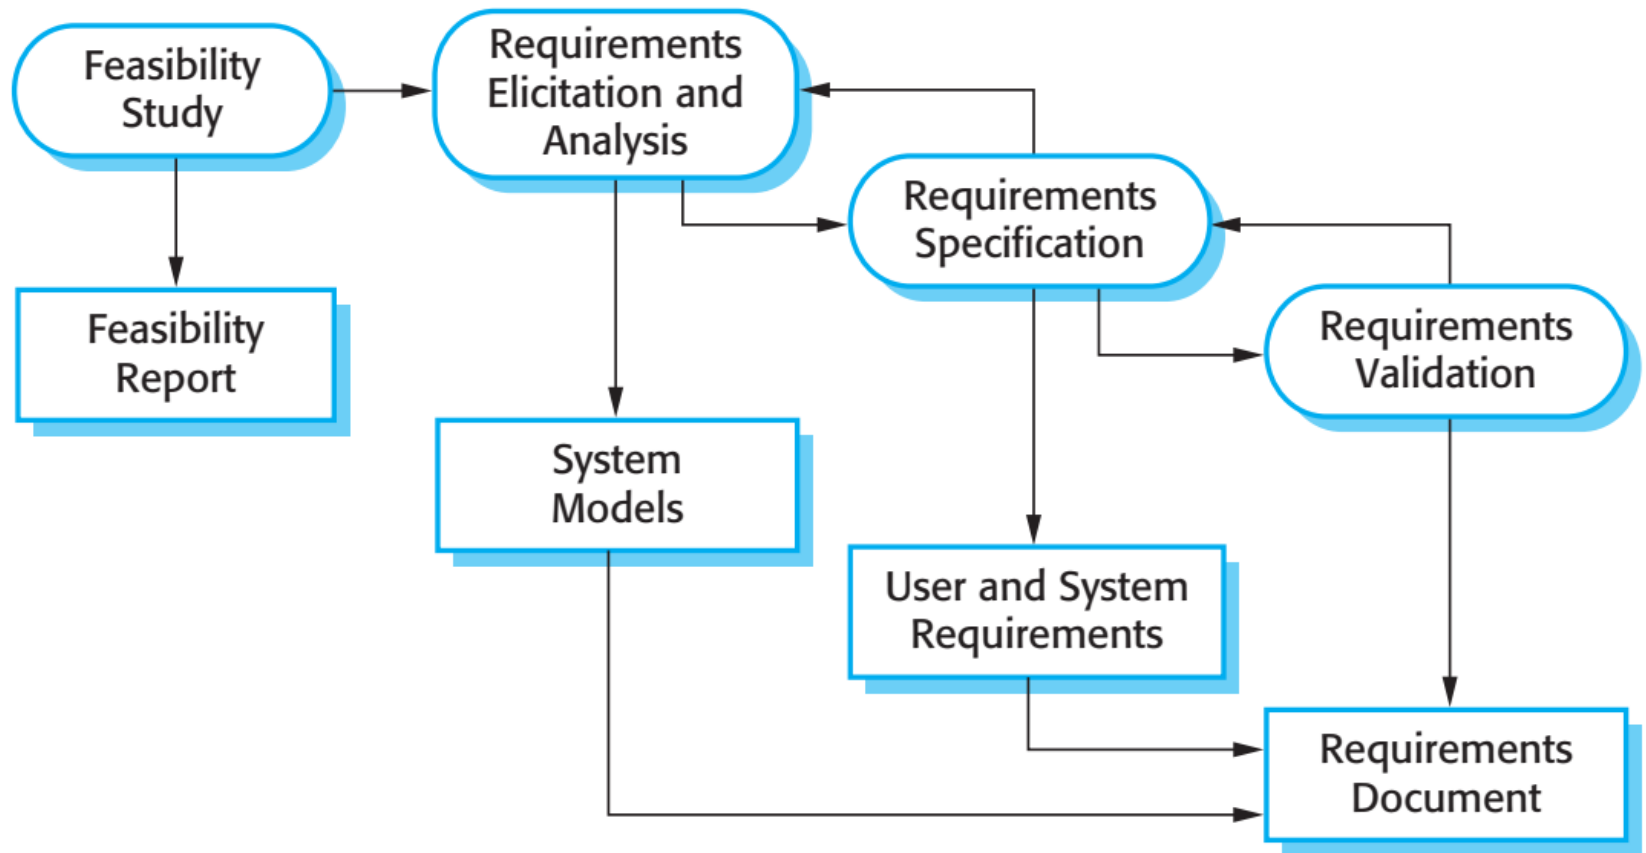 Feasibility
Study
Requirements
Elicitation and
Analysis
Requirements
Specification
Feasibility
Report
Requirements
Validation
System
Models
User and System
Requirements
Requirements
Document